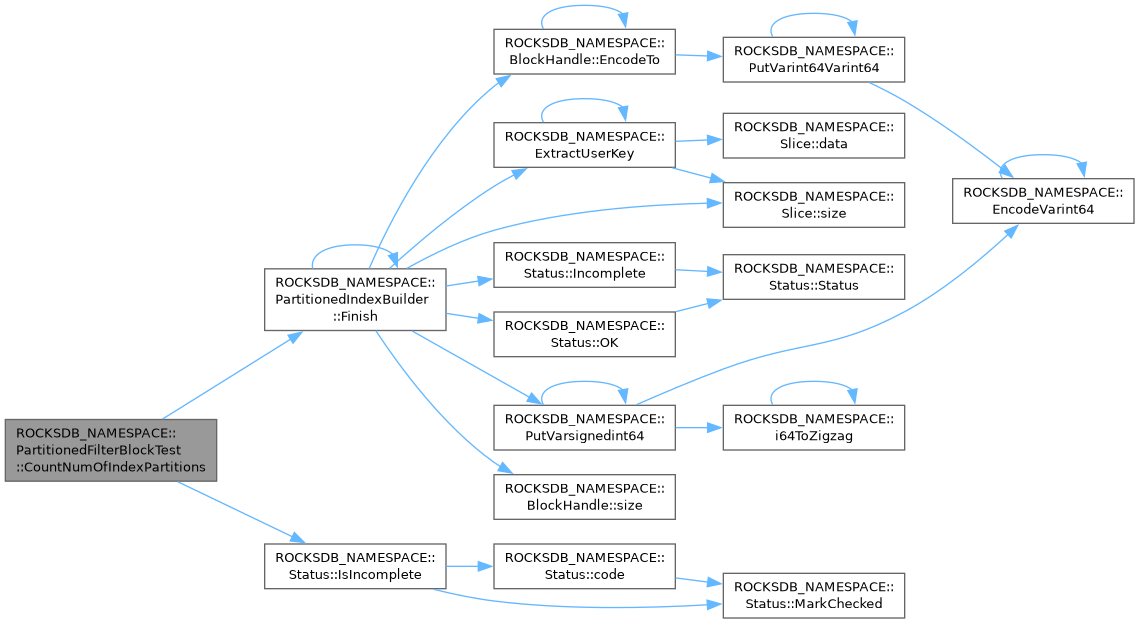 ROCKSDB_NAMESPACE::
PartitionedFilterBlockTest
::CountNumOfIndexPartitions
ROCKSDB_NAMESPACE::
PartitionedIndexBuilder
::Finish
ROCKSDB_NAMESPACE::
Status::IsIncomplete
ROCKSDB_NAMESPACE::
BlockHandle::EncodeTo
ROCKSDB_NAMESPACE::
ExtractUserKey
ROCKSDB_NAMESPACE::
Status::Incomplete
ROCKSDB_NAMESPACE::
Status::OK
ROCKSDB_NAMESPACE::
PutVarsignedint64
ROCKSDB_NAMESPACE::
BlockHandle::size
ROCKSDB_NAMESPACE::
Status::code
ROCKSDB_NAMESPACE::
PutVarint64Varint64
ROCKSDB_NAMESPACE::
Slice::data
ROCKSDB_NAMESPACE::
Slice::size
ROCKSDB_NAMESPACE::
Status::Status
ROCKSDB_NAMESPACE::
i64ToZigzag
ROCKSDB_NAMESPACE::
Status::MarkChecked
ROCKSDB_NAMESPACE::
EncodeVarint64